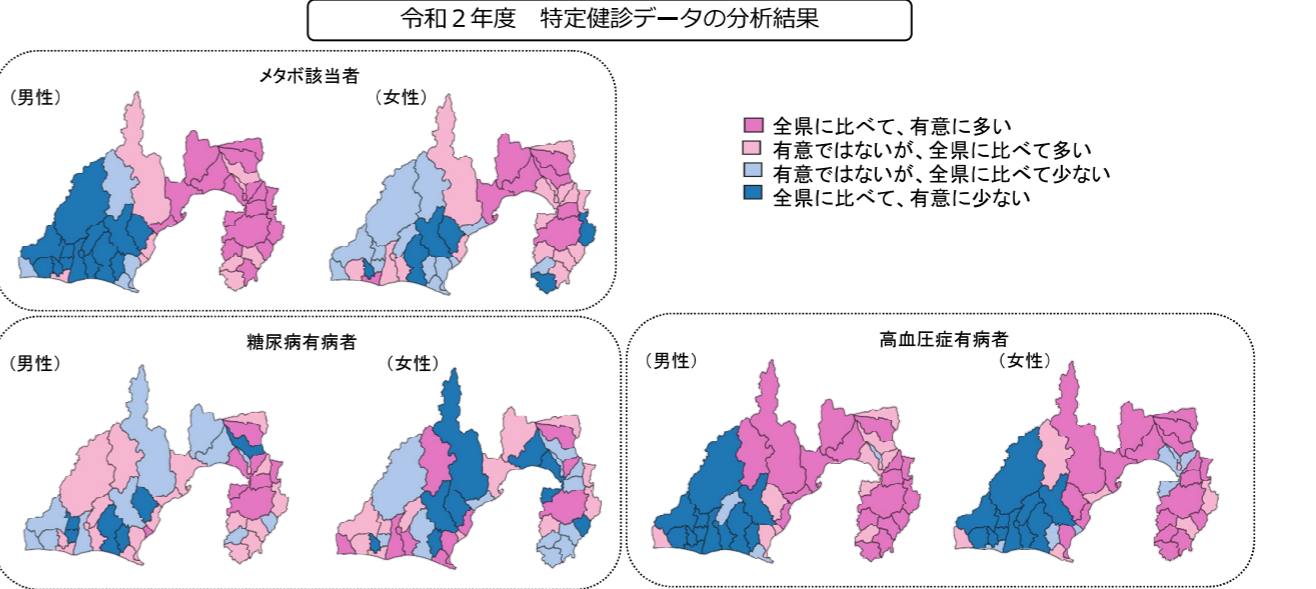 令和２年度　特定健診データの分析結果
メタボ該当者
（男性）
（女性）
全県に比べて、有意に多い
有意ではないが、全県に比べて多い
有意ではないが、全県に比べて少ない
全県に比べて、有意に少ない
糖尿病有病者
（男性）
（女性）
高血圧症有病者
（男性）
（女性）